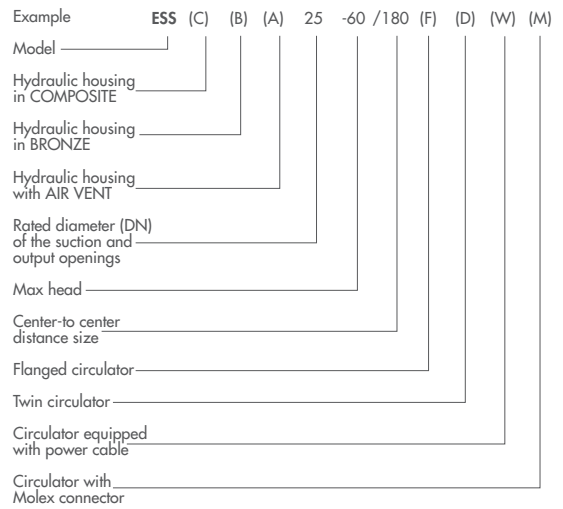 Example ESS (C) (B) (A) 25 -60 /180 (F) (D) (W) (M)
Model
Hydraulic housing
in COMPOSITE
Hydraulic housing
in BRONZE
Hydraulic housing
with AIR VENT
Rated diameter (DN)
of the suction and
output openings
Max head
Center-to center
distance size
Flanged circulator
Twin circulator
Circulator equipped
with power cable
Circulator with
Molex connector